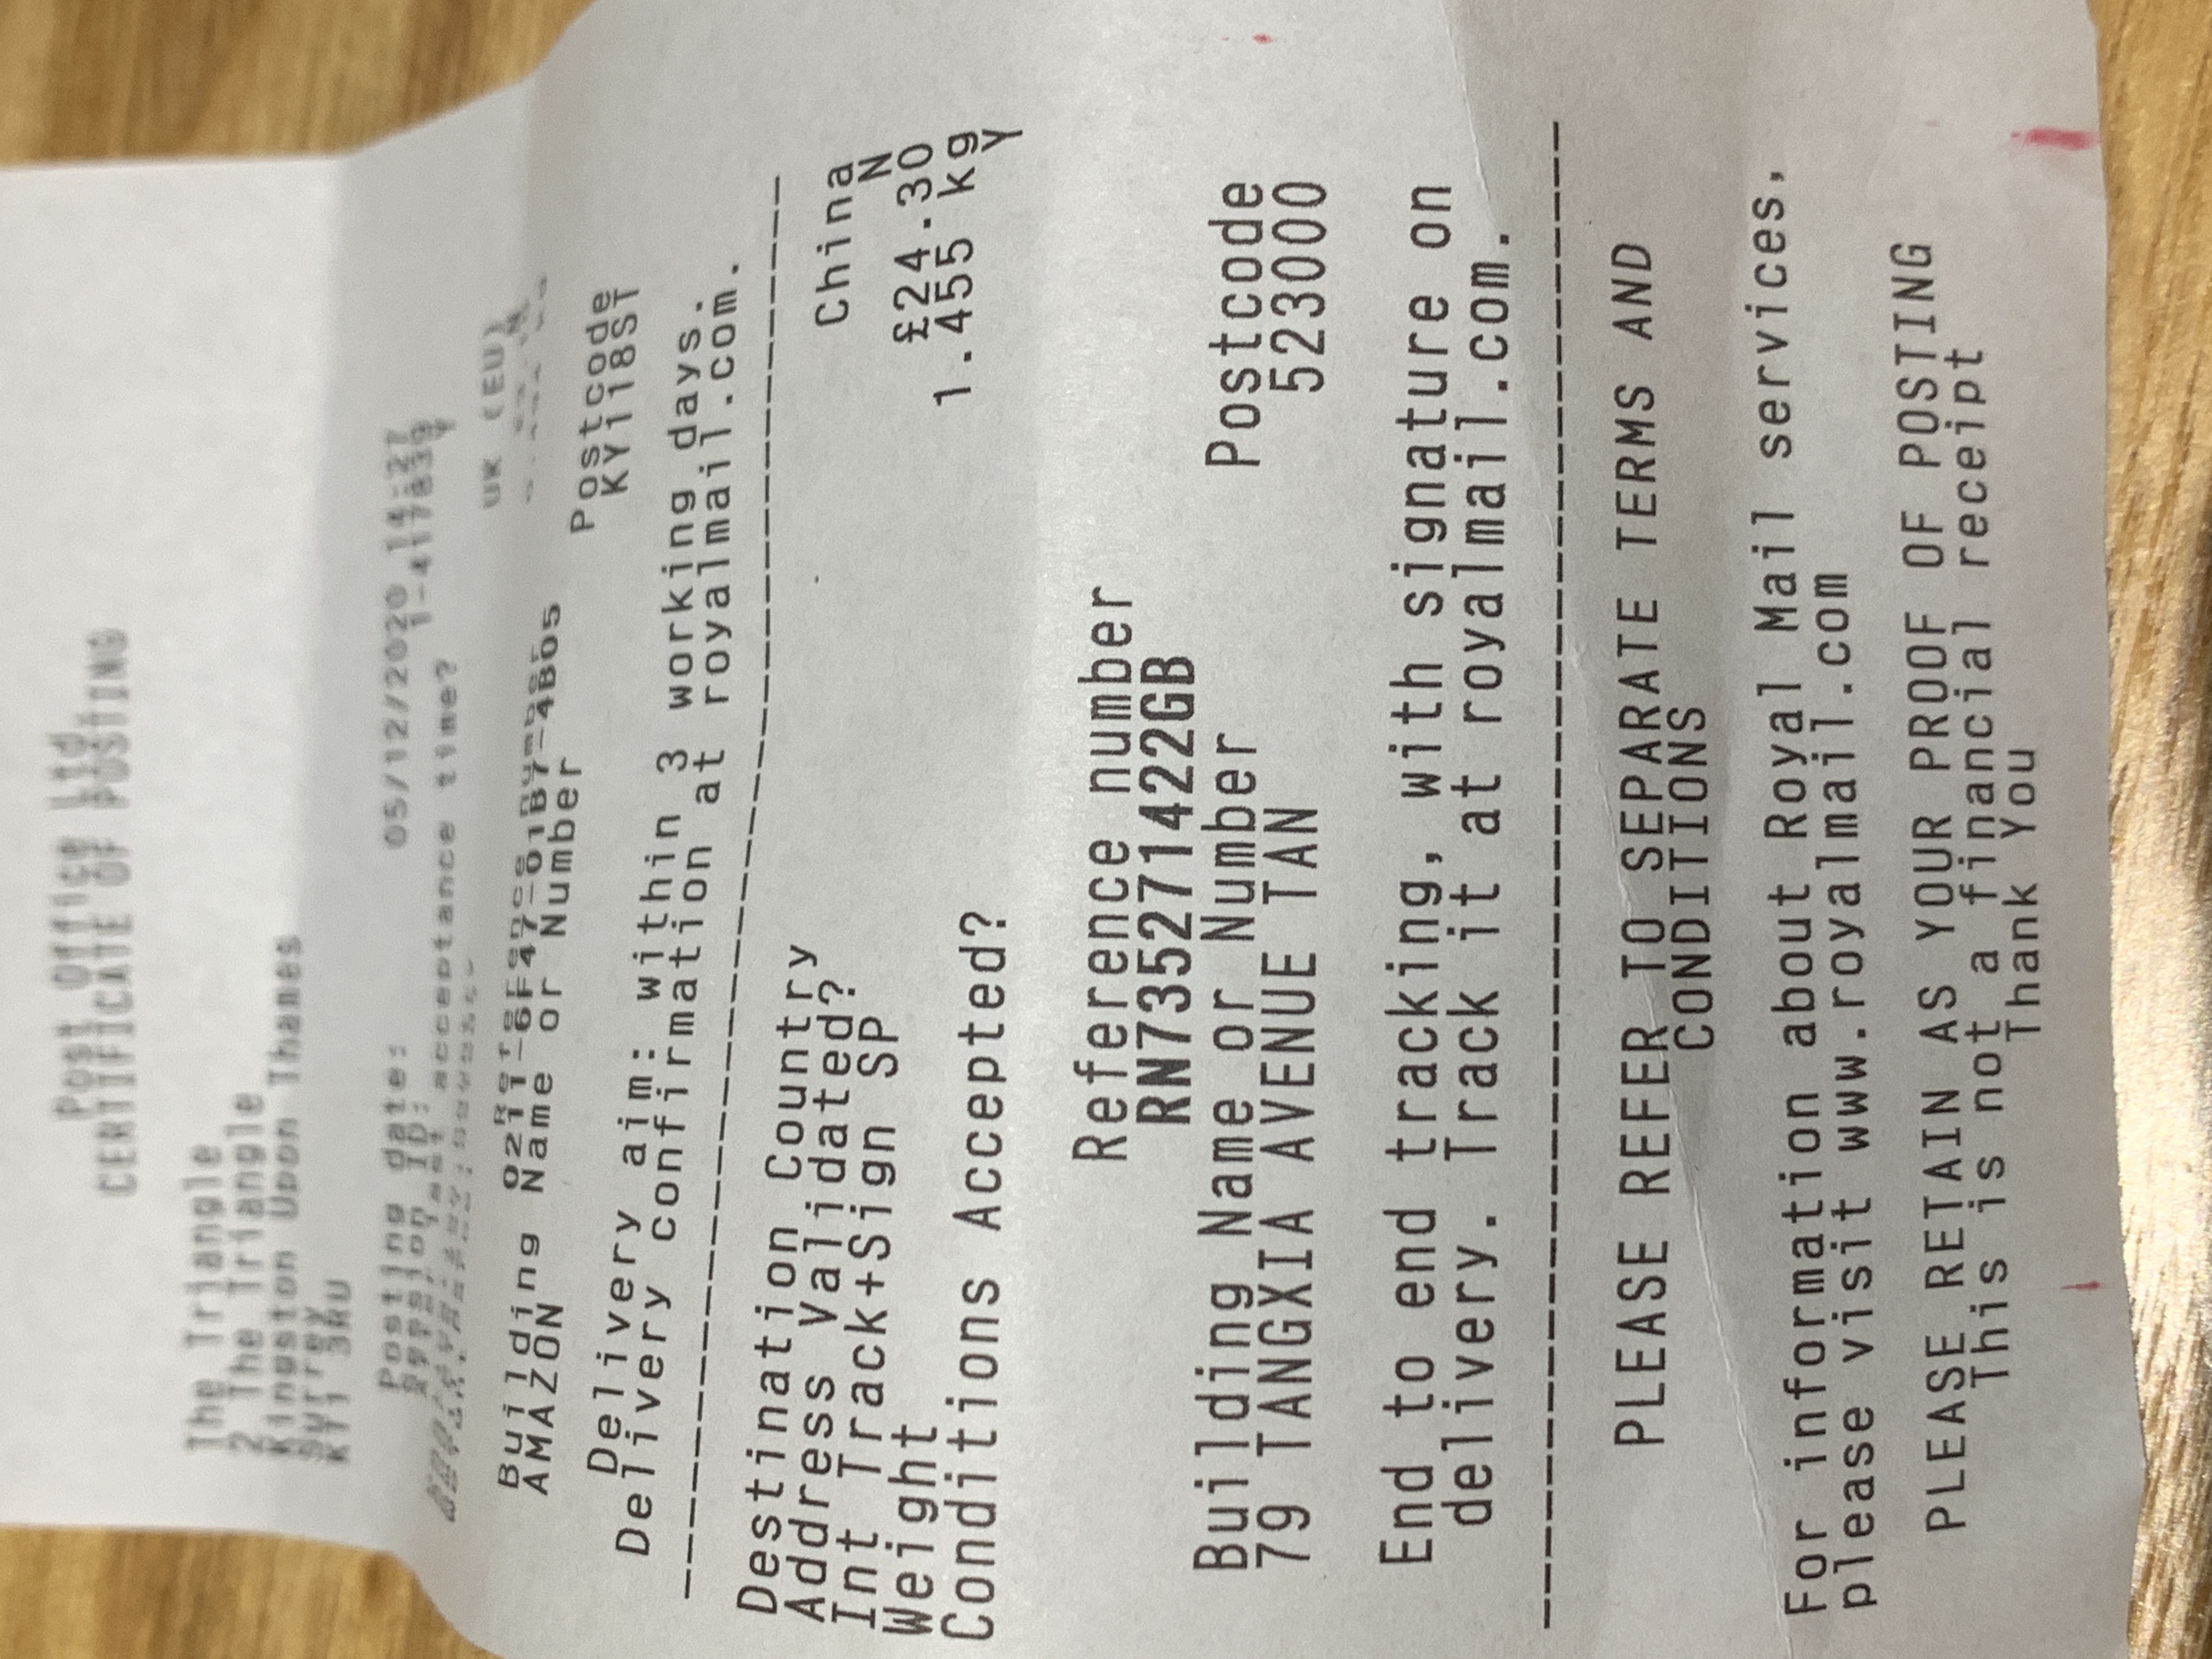 Post Office Ltd.
CERTIFICATE OF POSTING
The Triangle
2 The Triangle
Kingston Upon Thames
Surrey
KT1 3RU
Posting date: 05/12/2020 14:27
Session ID:
acceptance time?
UK (EU)
Building Name or Number Postcode
AMAZON KY118ST
Delivery aim: within 3 working days.
Delivery confirmation at royalmail.com.
--------------------------------
Destination Country China
Address Validated? N
Int Track+Sign SP £24.30
Weight 1.455 kg
Conditions Accepted? Y
Reference number
RN735271422GB
Building Name or Number Postcode
79 TANGXIA AVENUE TAN 523000
End to end tracking, with signature on
delivery. Track it at royalmail.com.
--------------------------------
PLEASE REFER TO SEPARATE TERMS AND
CONDITIONS
For information about Royal Mail services,
please visit www.royalmail.com
PLEASE RETAIN AS YOUR PROOF OF POSTING
This is not a financial receipt
Thank You